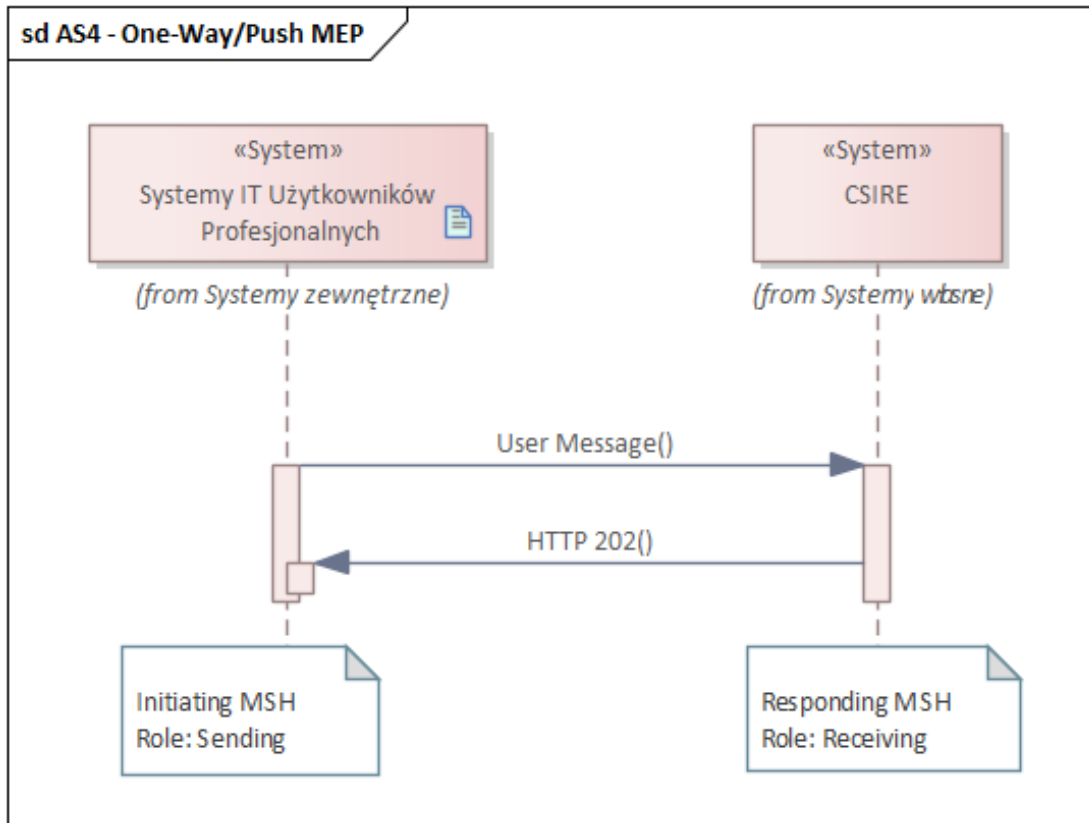 sd AS4 - One-Way/Push MEP
«System»
Systemy IT Użytkowników
Profesjonalnych
(from Systemy zewnętrzne)
«System»
CSIRE
(from Systemy
User Message()
HTTP 202()
Initiating MSH
Role: Sending
Responding MSH
Role: Receiving